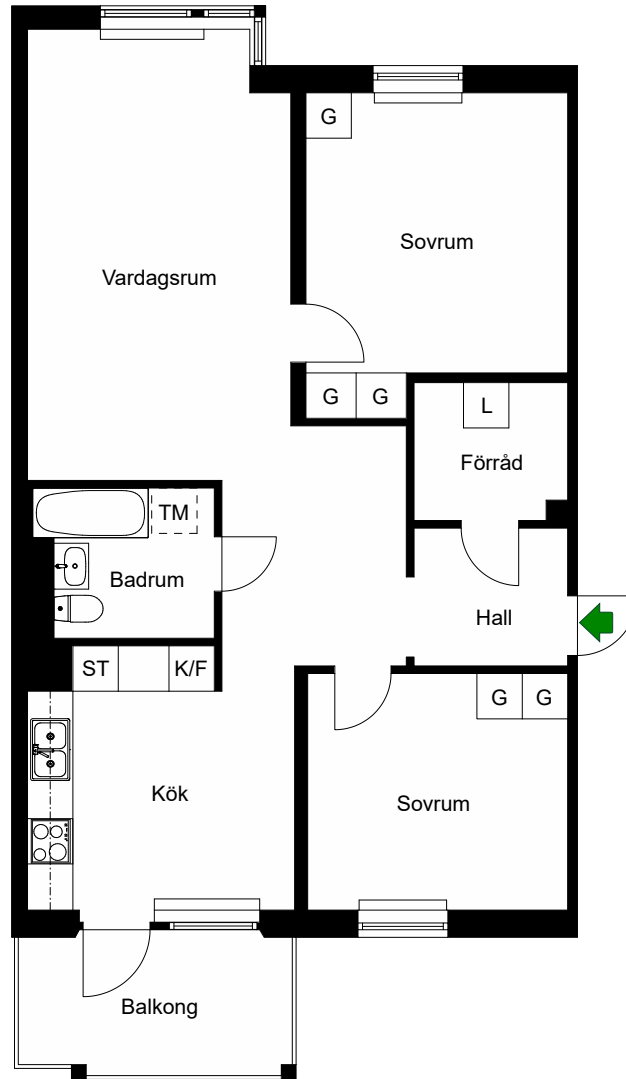 G
Sovrum
Vardagsrum
G G
L
Förråd
TM
Badrum
Hall
ST K/F
G G
Kök
Sovrum
Balkong